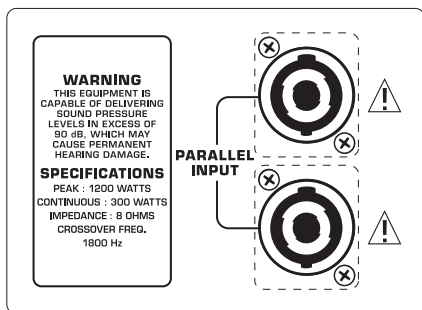 WARNING
THIS EQUIPMENT IS
CAPABLE OF DELIVERING
SOUND PRESSURE
LEVELS IN EXCESS OF
90 dB, WHICH MAY
CAUSE PERMANENT
HEARING DAMAGE.
SPECIFICATIONS
PEAK : 1200 WATTS
CONTINUOUS : 300 WATTS
IMPEDANCE : 8 OHMS
CROSSOVER FREQ.
1800 Hz
PARALLEL
INPUT